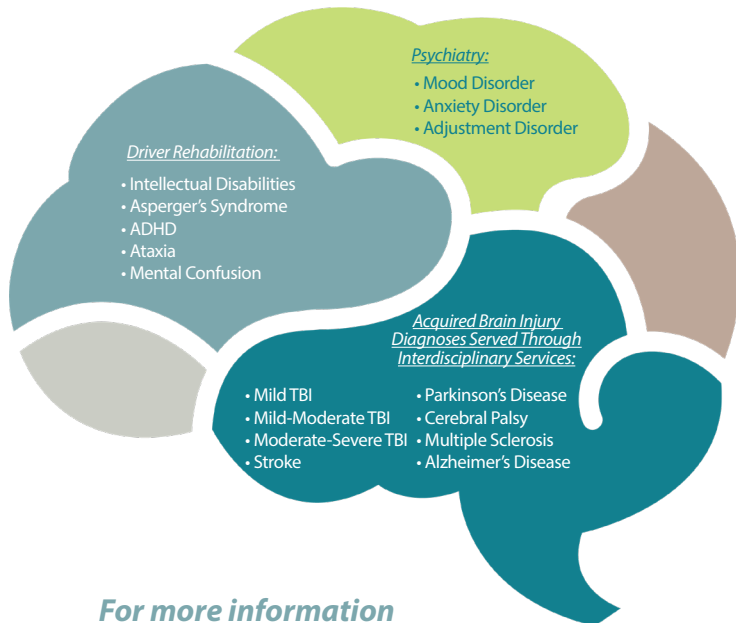 Psychiatry:
• Mood Disorder
• Anxiety Disorder
• Adjustment Disorder
Driver Rehabilitation:
• Intellectual Disabilities
• Asperger's Syndrome
• ADHD
• Ataxia
• Mental Confusion
Acquired Brain Injury
Diagnoses Served Through
Interdisciplinary Services:
• Mild TBI
• Mild-Moderate TBI
• Moderate-Severe TBI
• Stroke
• Parkinson's Disease
• Cerebral Palsy
• Multiple Sclerosis
• Alzheimer's Disease
For more information